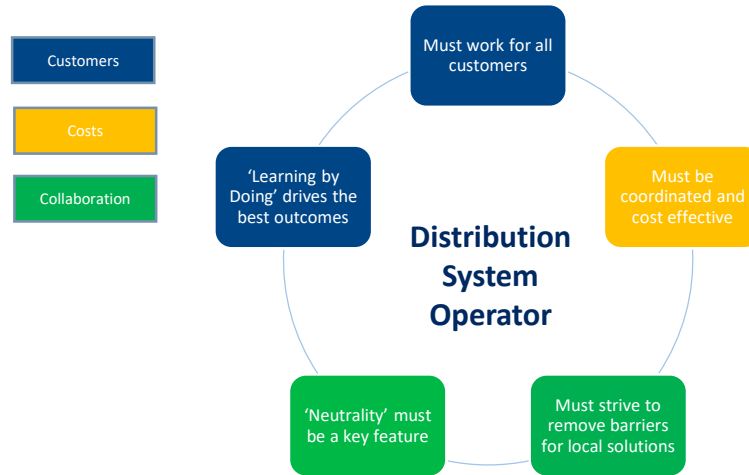 Customers
Costs
Collaboration
Must work for all
customers
Must be
coordinated and
cost effective
Must strive to
remove barriers
for local solutions
‘Neutrality’ must
be a key feature
‘Learning by
Doing’ drives the
best outcomes
Distribution
System
Operator